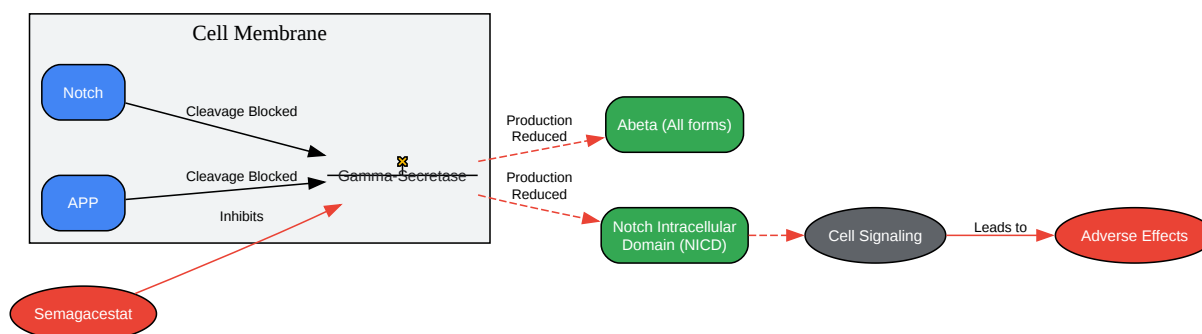 Cell Membrane
Notch
Cleavage Blocked
APP
Cleavage Blocked
Inhibits
Gamma-Secretase
Semagacestat
Production
Reduced
Abeta (All forms)
Production
Reduced
Notch Intracellular
Domain (NICD)
Cell Signaling
Leads to
Adverse Effects